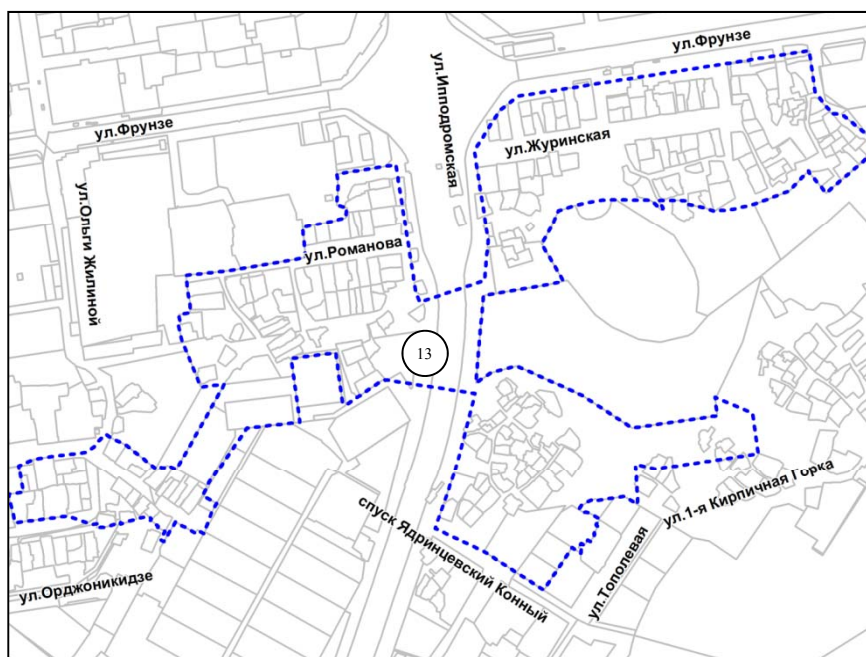 ул.Фрунзе
ул.Ипподромская
ул.Фрунзе
ул.Журинская
ул.Ольги Жилиной
ул.Романова
13
ул.1-я Кирпичная Горка
спуск Ядринцевский Конный
ул.Тополевая
ул.Орджоникидзе